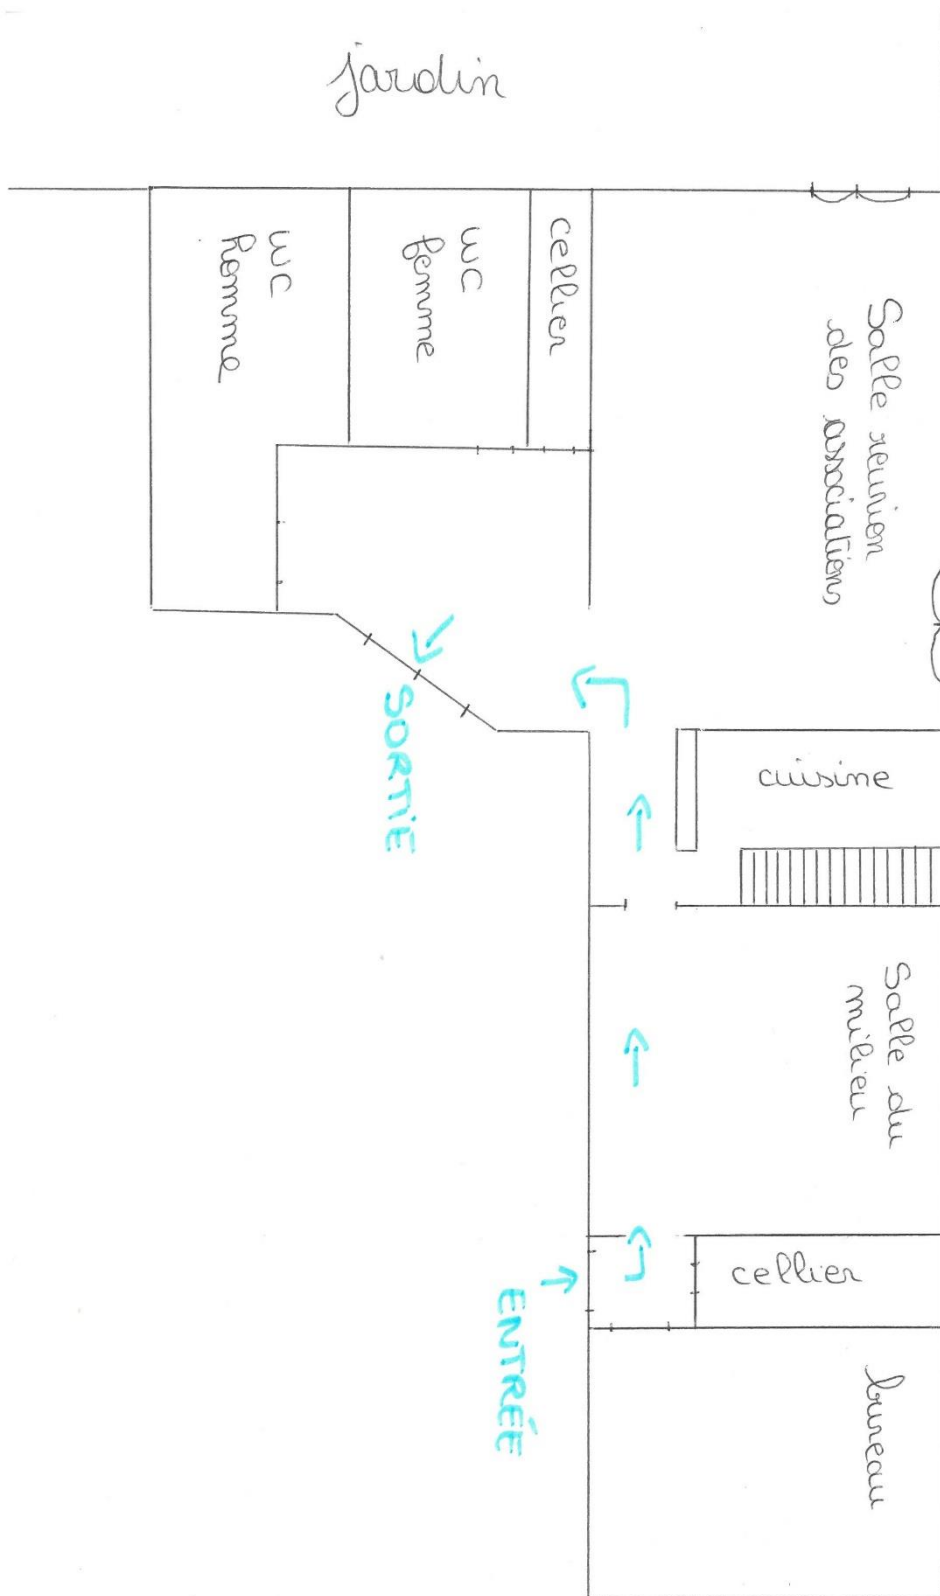 jardin
WC
homme
WC
femme
cellier
Salle réunion
des associations
SORTIE
cuisine
Salle du
milieu
ENTRÉE
cellier
bureau